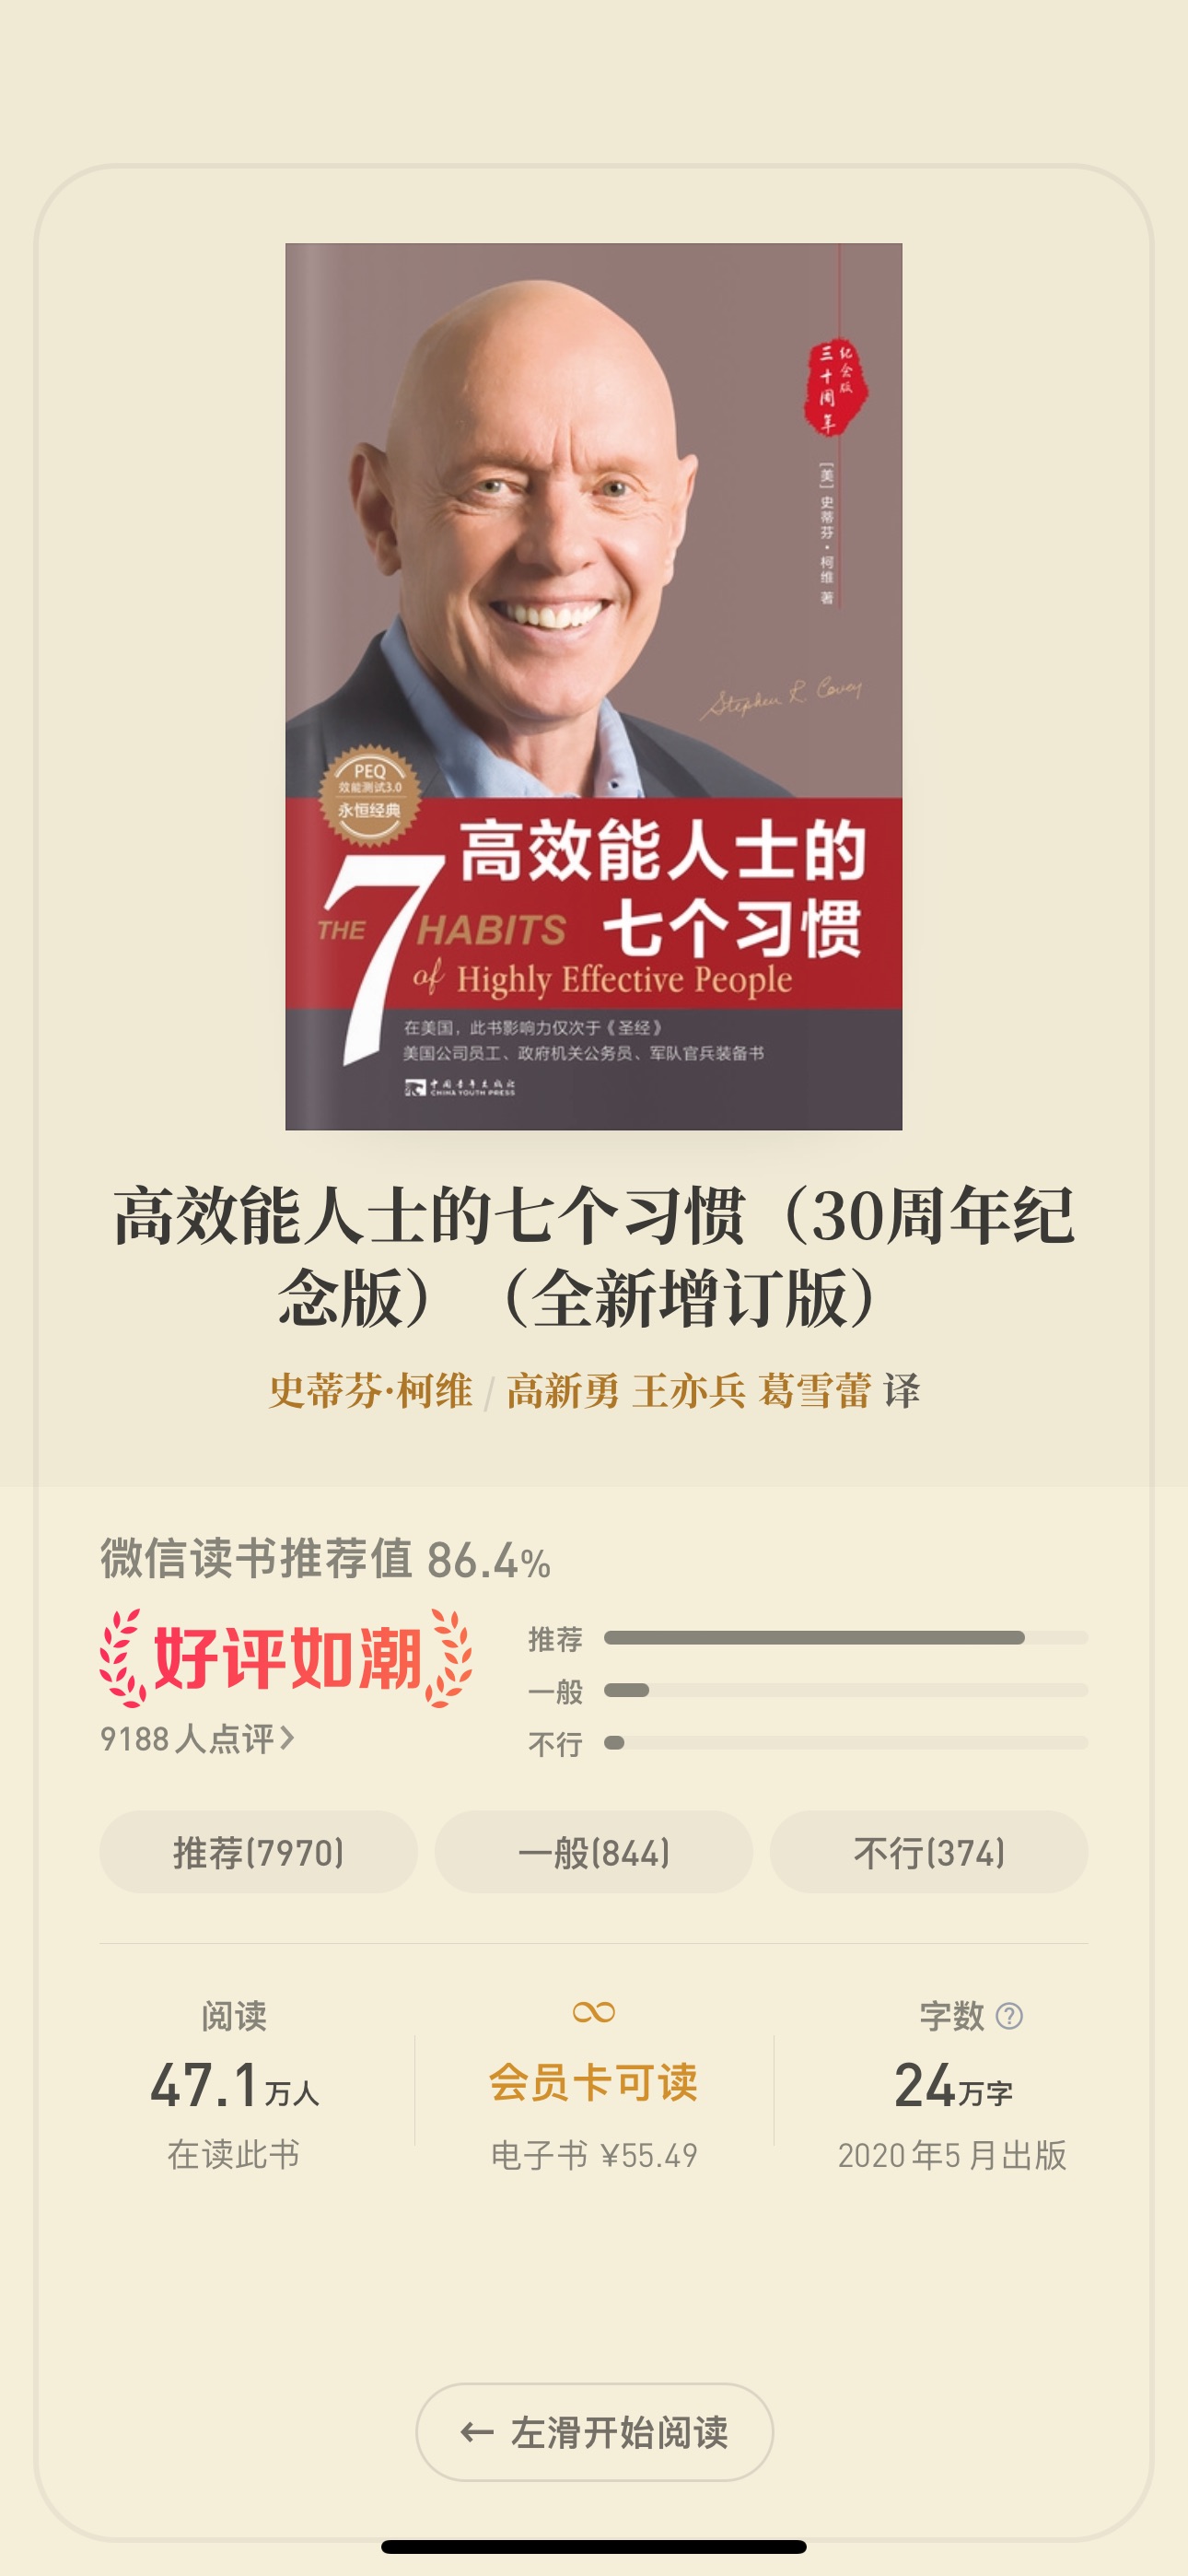 三十周年
纪念版
[美] 史蒂芬·柯维 著
Stephen R. Covey
PEQ
效能测试3.0
永恒经典
高效能人士的
七个习惯
THE 7 HABITS
of Highly Effective People
在美国，此书影响力仅次于《圣经》
美国公司员工、政府机关公务员、军队官兵装备书
中国青年出版社
CHINA YOUTH PRESS
高效能人士的七个习惯（30周年纪
念版）（全新增订版）
史蒂芬·柯维 / 高新勇 王亦兵 葛雪蕾 译
微信读书推荐值 86.4%
好评如潮
9188人点评
推荐
一般
不行
推荐(7970)
一般(844)
不行(374)
阅读
47.1万人
在读此书
会员卡可读
电子书 ¥55.49
字数
24万字
2020年5月出版
← 左滑开始阅读